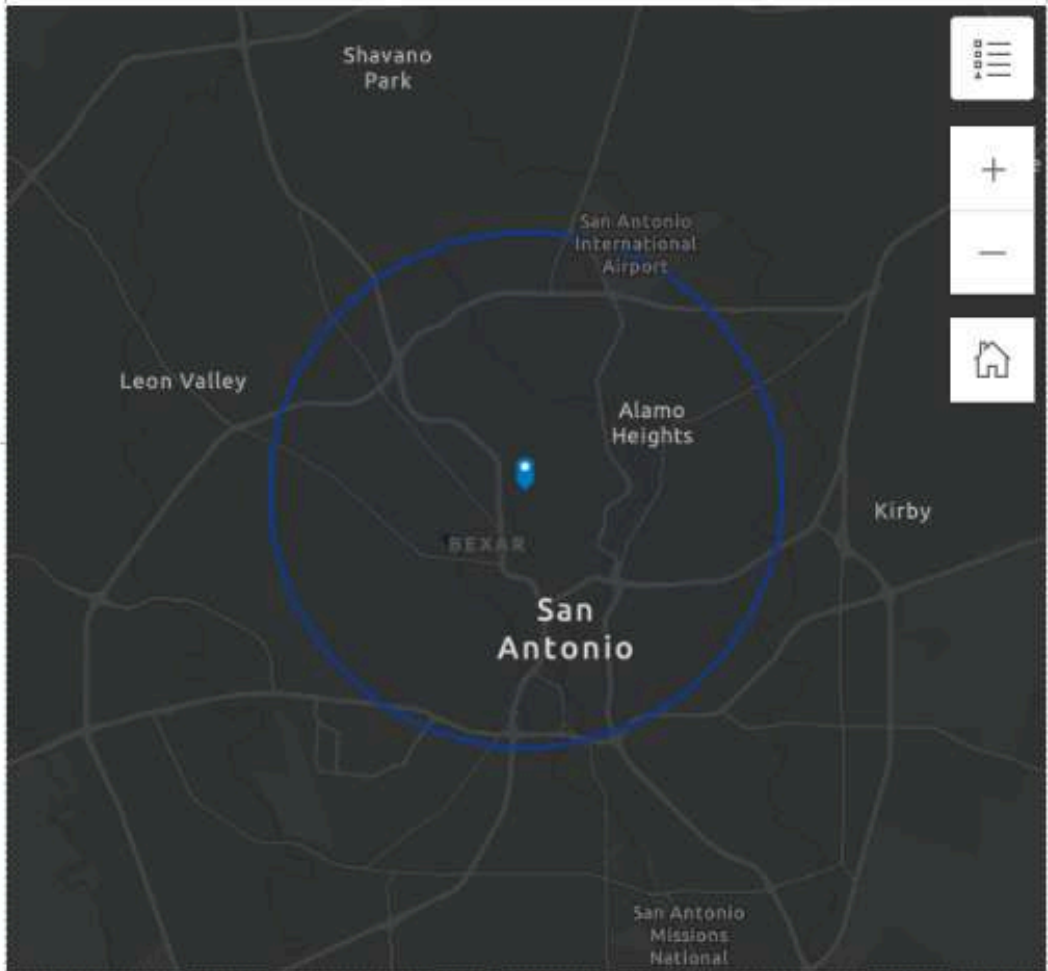 Shavano
Park
San Antonio
International
Airport
Leon Valley
Alamo
Heights
Kirby
BEXAR
San
Antonio
San Antonio
Missions
National